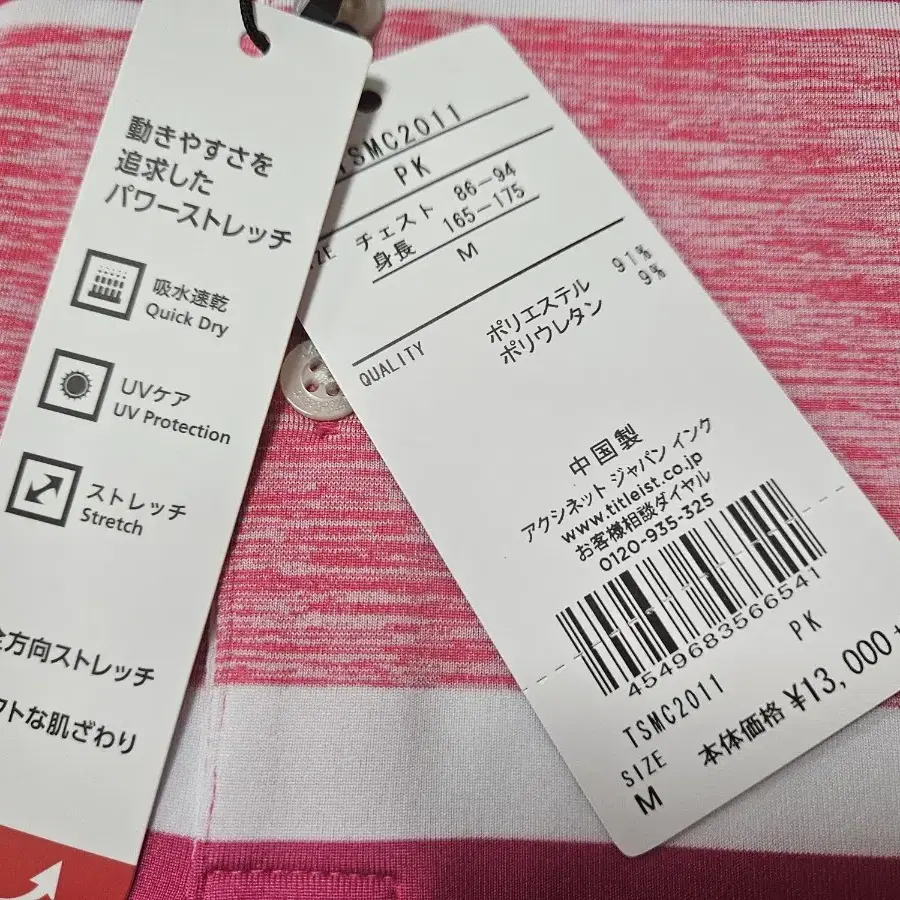 動きやすさを
追求した
パワーストレッチ
吸水速乾
Quick Dry
UVケア
UV Protection
ストレッチ
Stretch
全方向ストレッチ
フトな肌ざわり
TSMC2011
PK
ZE チェスト 86-94
身長 165-175
M
QUALITY ポリエステル 91%
ポリウレタン 9%
中国製
アクシネット ジャパン インク
www.titleist.co.jp
お客様相談ダイヤル
0120-935-325
4549683566541
TSMC2011 PK
SIZE 本体価格 ¥13,000+
M